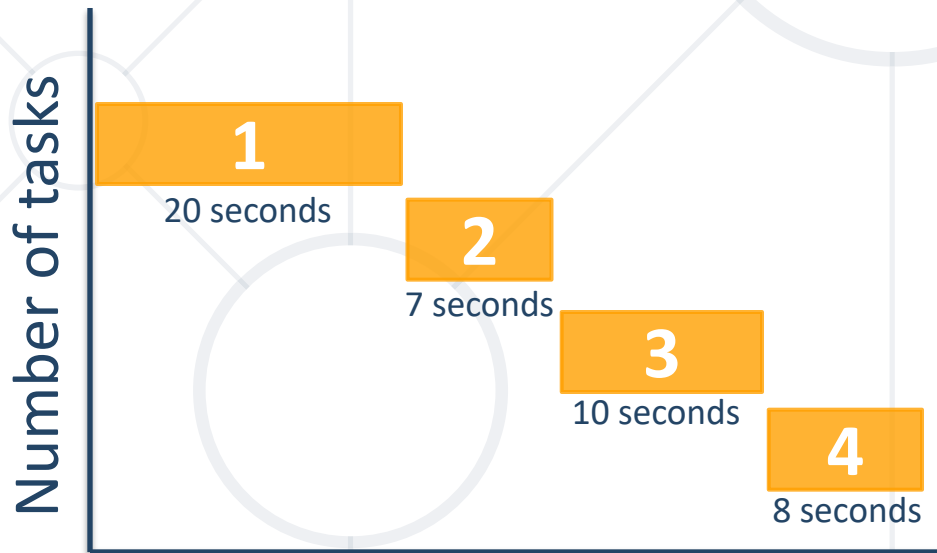 Number of tasks
1
20 seconds
2
7 seconds
3
10 seconds
4
8 seconds